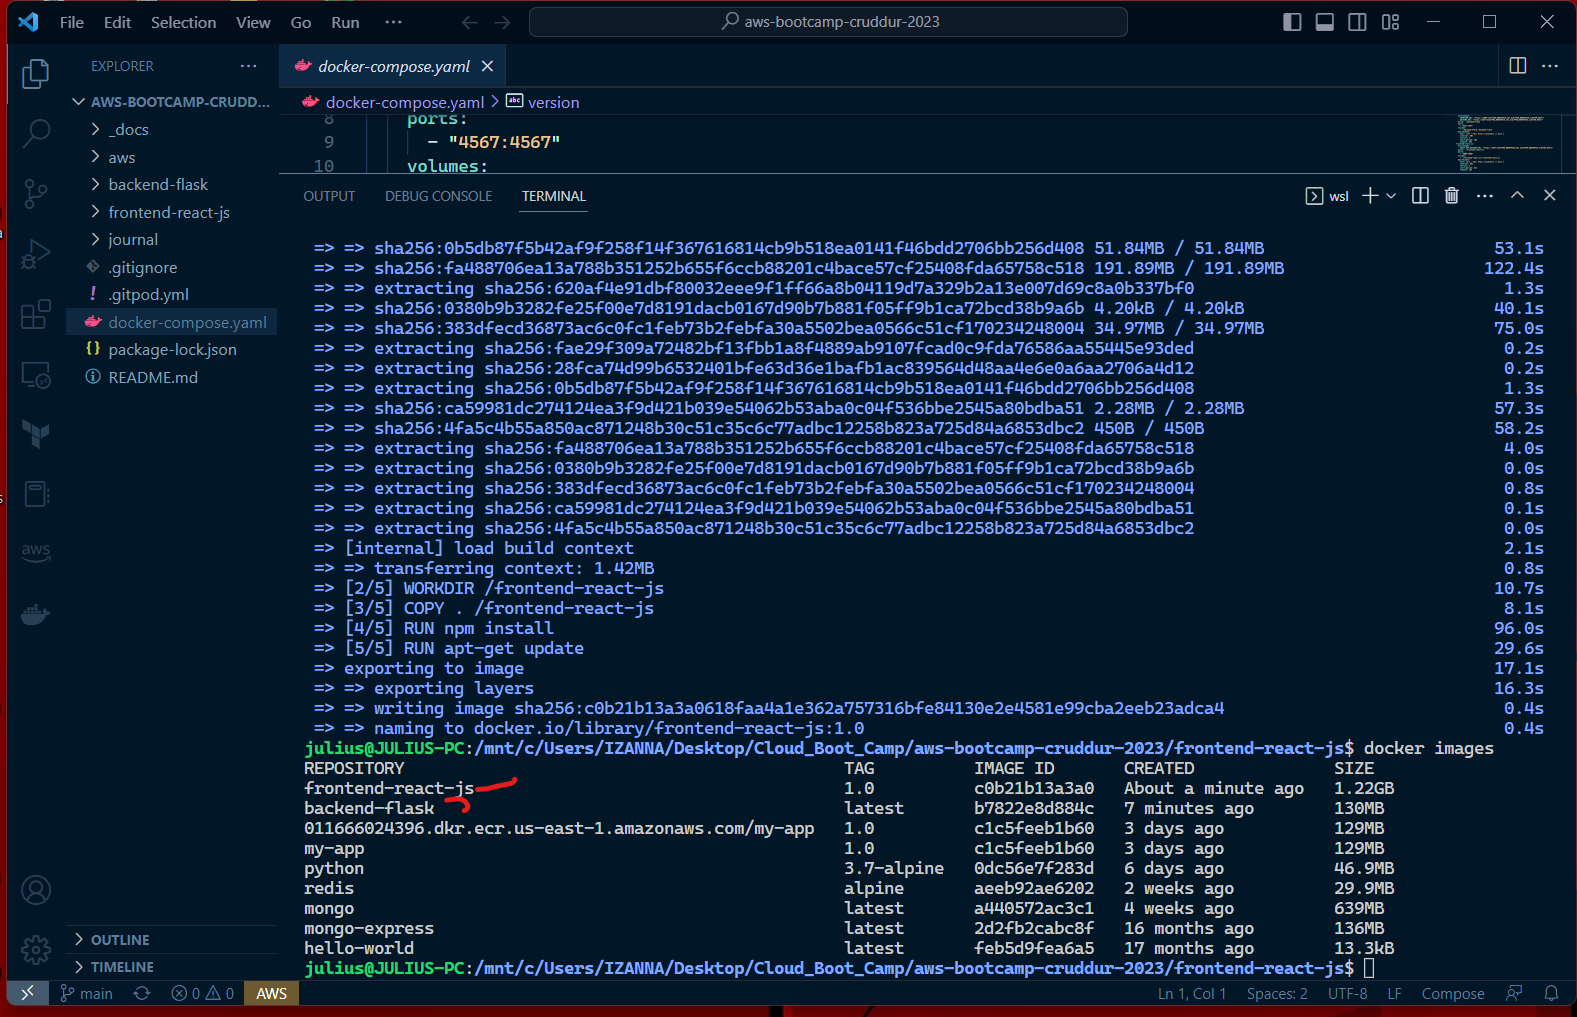 File Edit Selection View Go Run ···
aws-bootcamp-cruddur-2023
EXPLORER ···
AWS-BOOTCAMP-CRUDD...
_docs
aws
backend-flask
frontend-react-js
journal
.gitignore
! .gitpod.yml
docker-compose.yaml
{} package-lock.json
README.md
OUTLINE
TIMELINE
aws
docker-compose.yaml
docker-compose.yaml > abc version
8 ports:
9 - "4567:4567"
10 volumes:
OUTPUT DEBUG CONSOLE TERMINAL wsl
=> => sha256:0b5db87f5b42af9f258f14f367616814cb9b518ea0141f46bdd2706bb256d408 51.84MB / 51.84MB 53.1s
=> => sha256:fa488706ea13a788b351252b655f6ccb88201c4bace57cf25408fda65758c518 191.89MB / 191.89MB 122.4s
=> => extracting sha256:620af4e91dbf80032eee9f1ff66a8b04119d7a329b2a13e007d69c8a0b337bf0 1.3s
=> => sha256:0380b9b3282fe25f00e7d8191dacb0167d90b7b881f05ff9b1ca72bcd38b9a6b 4.20kB / 4.20kB 40.1s
=> => sha256:383dfecd36873ac6c0fc1feb73b2febfa30a5502bea0566c51cf170234248004 34.97MB / 34.97MB 75.0s
=> => extracting sha256:fae29f309a72482bf13fbb1a8f4889ab9107fcad0c9fda76586aa55445e93ded 0.2s
=> => extracting sha256:28fca74d99b6532401bfe63d36e1bafb1ac839564d48aa4e6e0a6aa2706a4d12 0.2s
=> => extracting sha256:0b5db87f5b42af9f258f14f367616814cb9b518ea0141f46bdd2706bb256d408 1.3s
=> => sha256:ca59981dc274124ea3f9d421b039e54062b53aba0c04f536bbe2545a80bdba51 2.28MB / 2.28MB 57.3s
=> => sha256:4fa5c4b55a850ac871248b30c51c35c6c77adbc12258b823a725d84a6853dbc2 450B / 450B 58.2s
=> => extracting sha256:fa488706ea13a788b351252b655f6ccb88201c4bace57cf25408fda65758c518 4.0s
=> => extracting sha256:0380b9b3282fe25f00e7d8191dacb0167d90b7b881f05ff9b1ca72bcd38b9a6b 0.0s
=> => extracting sha256:383dfecd36873ac6c0fc1feb73b2febfa30a5502bea0566c51cf170234248004 0.8s
=> => extracting sha256:ca59981dc274124ea3f9d421b039e54062b53aba0c04f536bbe2545a80bdba51 0.1s
=> => extracting sha256:4fa5c4b55a850ac871248b30c51c35c6c77adbc12258b823a725d84a6853dbc2 0.0s
=> [internal] load build context 2.1s
=> => transferring context: 1.42MB 0.8s
=> [2/5] WORKDIR /frontend-react-js 10.7s
=> [3/5] COPY . /frontend-react-js 8.1s
=> [4/5] RUN npm install 96.0s
=> [5/5] RUN apt-get update 29.6s
=> exporting to image 17.1s
=> => exporting layers 16.3s
=> => writing image sha256:c0b21b13a3a0618faa4a1e362a757316bfe84130e2e4581e99cba2eeb23adca4 0.4s
=> => naming to docker.io/library/frontend-react-js:1.0 0.4s
julius@JULIUS-PC:/mnt/c/Users/IZANNA/Desktop/Cloud_Boot_Camp/aws-bootcamp-cruddur-2023/frontend-react-js$ docker images
REPOSITORY TAG IMAGE ID CREATED SIZE
frontend-react-js 1.0 c0b21b13a3a0 About a minute ago 1.22GB
backend-flask latest b7822e8d884c 7 minutes ago 130MB
011666024396.dkr.ecr.us-east-1.amazonaws.com/my-app 1.0 c1c5feeb1b60 3 days ago 129MB
my-app 1.0 c1c5feeb1b60 3 days ago 129MB
python 3.7-alpine 0dc56e7f283d 6 days ago 46.9MB
redis alpine aeeb92ae6202 2 weeks ago 29.9MB
mongo latest a440572ac3c1 4 weeks ago 639MB
mongo-express latest 2d2fb2cabc8f 16 months ago 136MB
hello-world latest feb5d9fea6a5 17 months ago 13.3kB
julius@JULIUS-PC:/mnt/c/Users/IZANNA/Desktop/Cloud_Boot_Camp/aws-bootcamp-cruddur-2023/frontend-react-js$
main 0 0 AWS Ln 1, Col 1 Spaces: 2 UTF-8 LF Compose